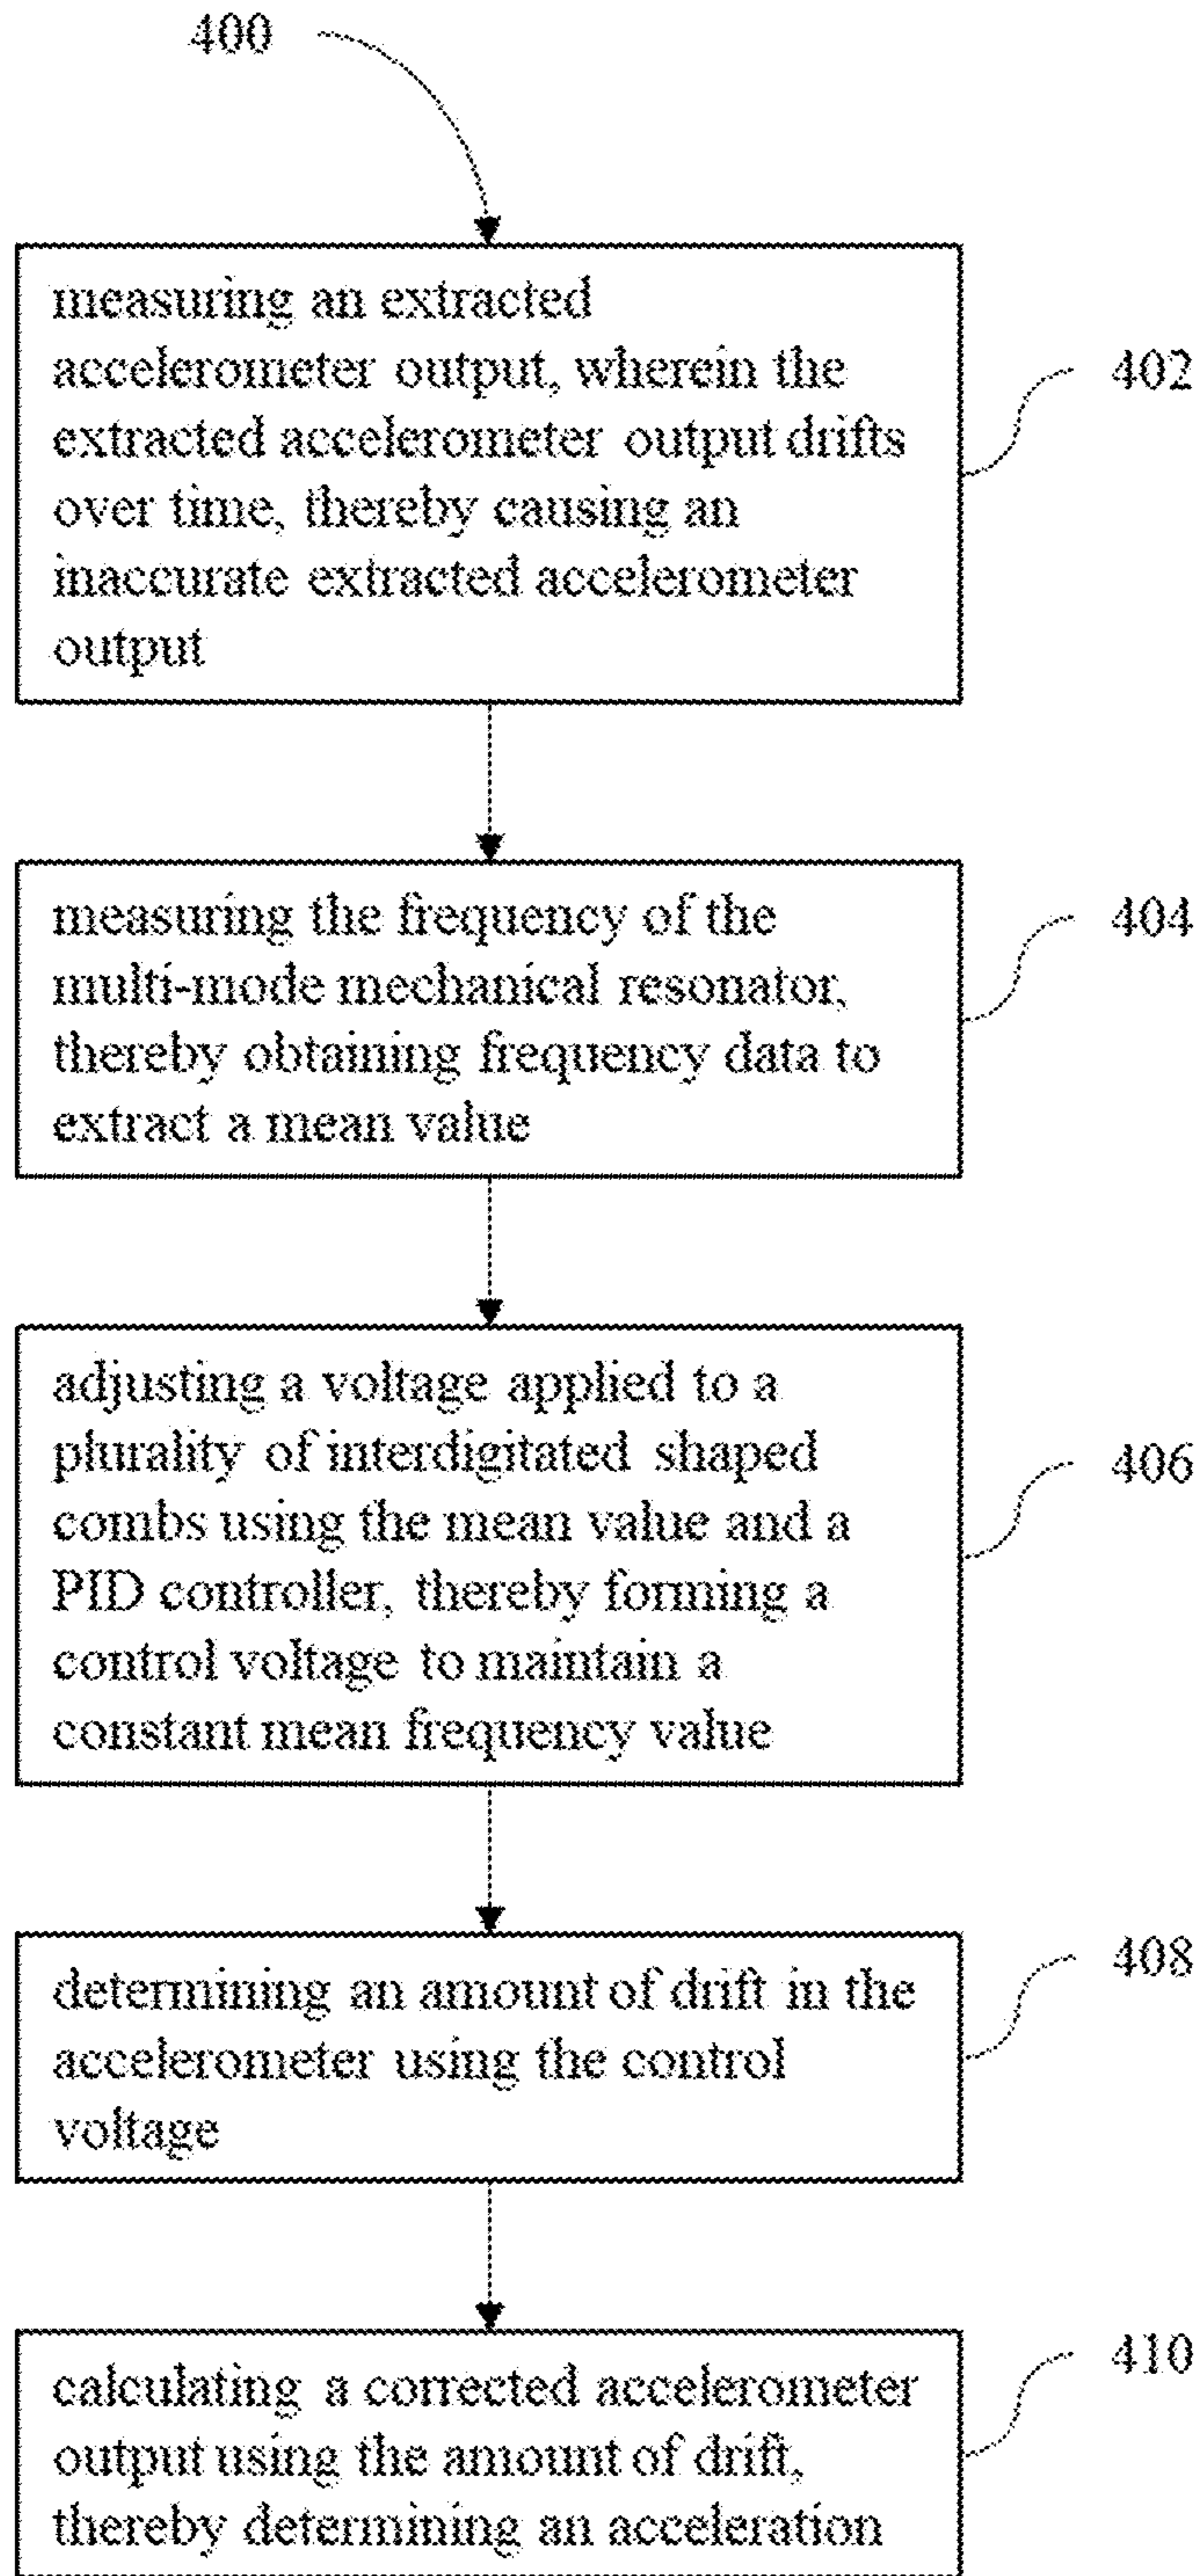 400
measuring an extracted
accelerometer output, wherein the
extracted accelerometer output drifts
over time, thereby causing an
inaccurate extracted accelerometer
output
402
measuring the frequency of the
multi-mode mechanical resonator,
thereby obtaining frequency data to
extract a mean value
404
adjusting a voltage applied to a
plurality of interdigitated shaped
combs using the mean value and a
PID controller, thereby forming a
control voltage to maintain a
constant mean frequency value
406
determining an amount of drift in the
accelerometer using the control
voltage
408
calculating a corrected accelerometer
output using the amount of drift,
thereby determining an acceleration
410